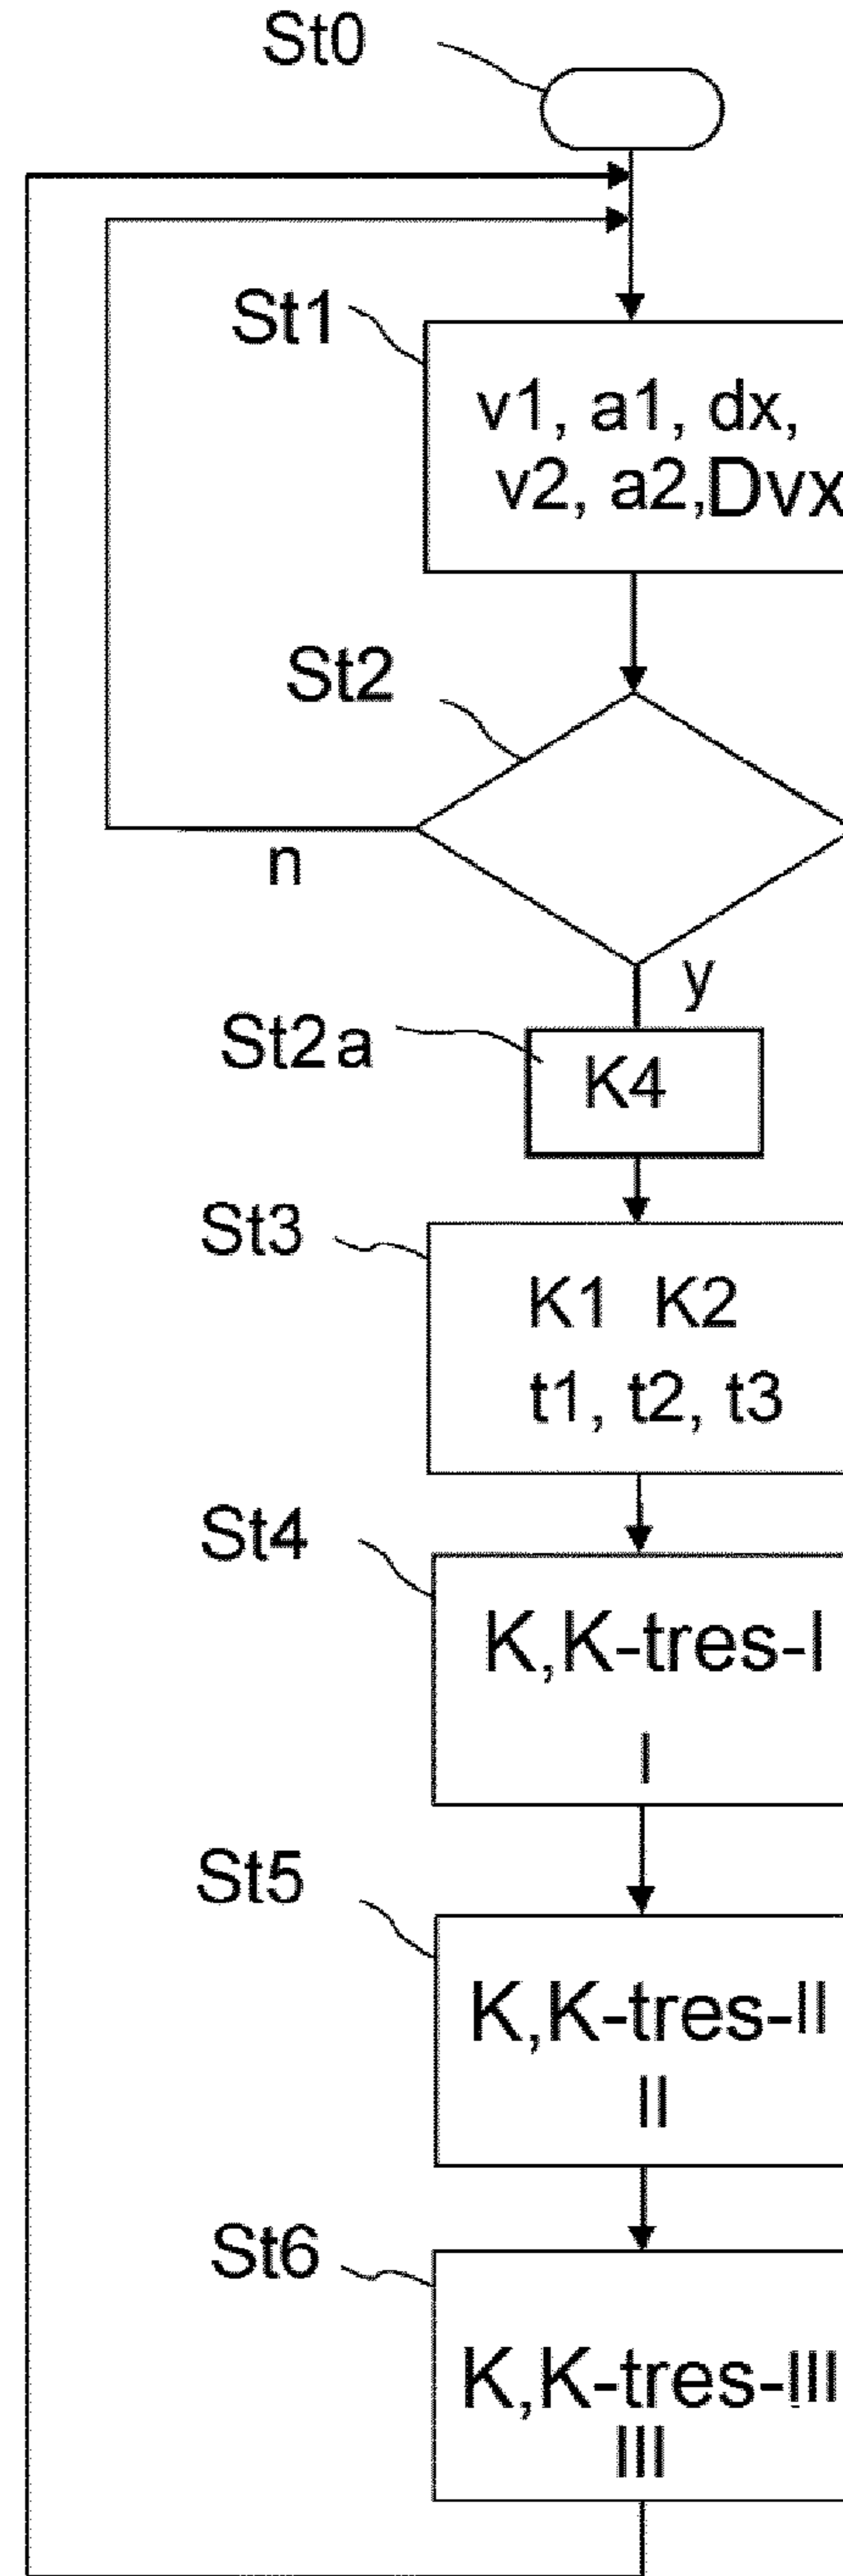 St0
St1
v1, a1, dx,
v2, a2,Dvx
St2
n
y
St2a
K4
St3
K1 K2
t1, t2, t3
St4
K,K-tres-I
I
St5
K,K-tres-II
II
St6
K,K-tres-III
III